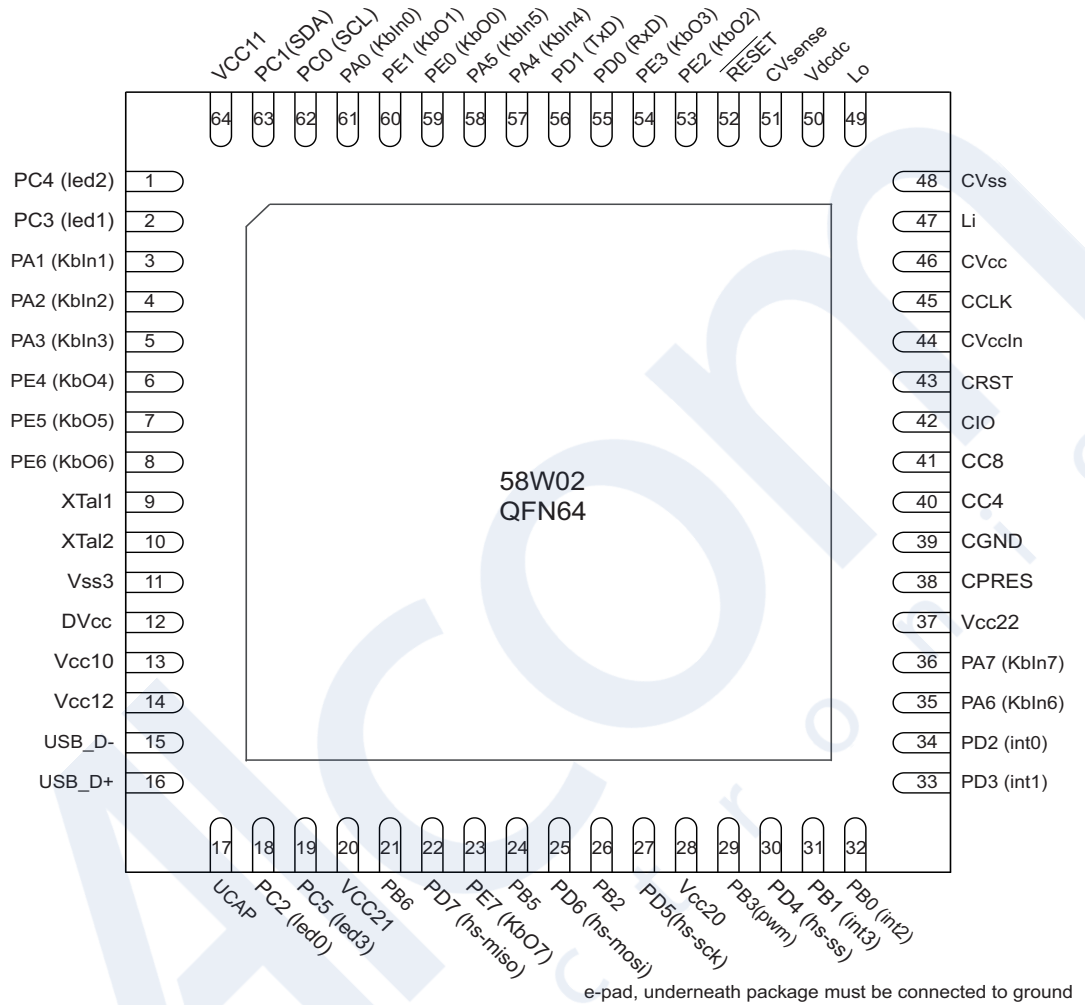 VCC11
PC1(SDA)
PC0 (SCL)
PA0 (KbIn0)
PE1 (KbO1)
PE0 (KbO0)
PA5 (KbIn5)
PA4 (KbIn4)
PD1 (TxD)
PD0 (RxD)
PE3 (KbO3)
PE2 (KbO2)
RESET
CVsense
Vdcdc
Lo
64 63 62 61 60 59 58 57 56 55 54 53 52 51 50 49
PC4 (led2) 1
PC3 (led1) 2
PA1 (KbIn1) 3
PA2 (KbIn2) 4
PA3 (KbIn3) 5
PE4 (KbO4) 6
PE5 (KbO5) 7
PE6 (KbO6) 8
XTal1 9
XTal2 10
Vss3 11
DVcc 12
Vcc10 13
Vcc12 14
USB_D- 15
USB_D+ 16
58W02
QFN64
48 CVss
47 Li
46 CVcc
45 CCLK
44 CVccIn
43 CRST
42 CIO
41 CC8
40 CC4
39 CGND
38 CPRES
37 Vcc22
36 PA7 (KbIn7)
35 PA6 (KbIn6)
34 PD2 (int0)
33 PD3 (int1)
17 18 19 20 21 22 23 24 25 26 27 28 29 30 31 32
UCAP
PC2 (led0)
PC5 (led3)
VCC21
PB6
PD7 (hs-miso)
PE7 (KbO7)
PB5
PD6 (hs-mosi)
PB2
PD5(hs-sck)
Vcc20
PB3(pwm)
PD4 (hs-ss)
PB1 (int3)
PB0 (int2)
e-pad, underneath package must be connected to ground
Alcom